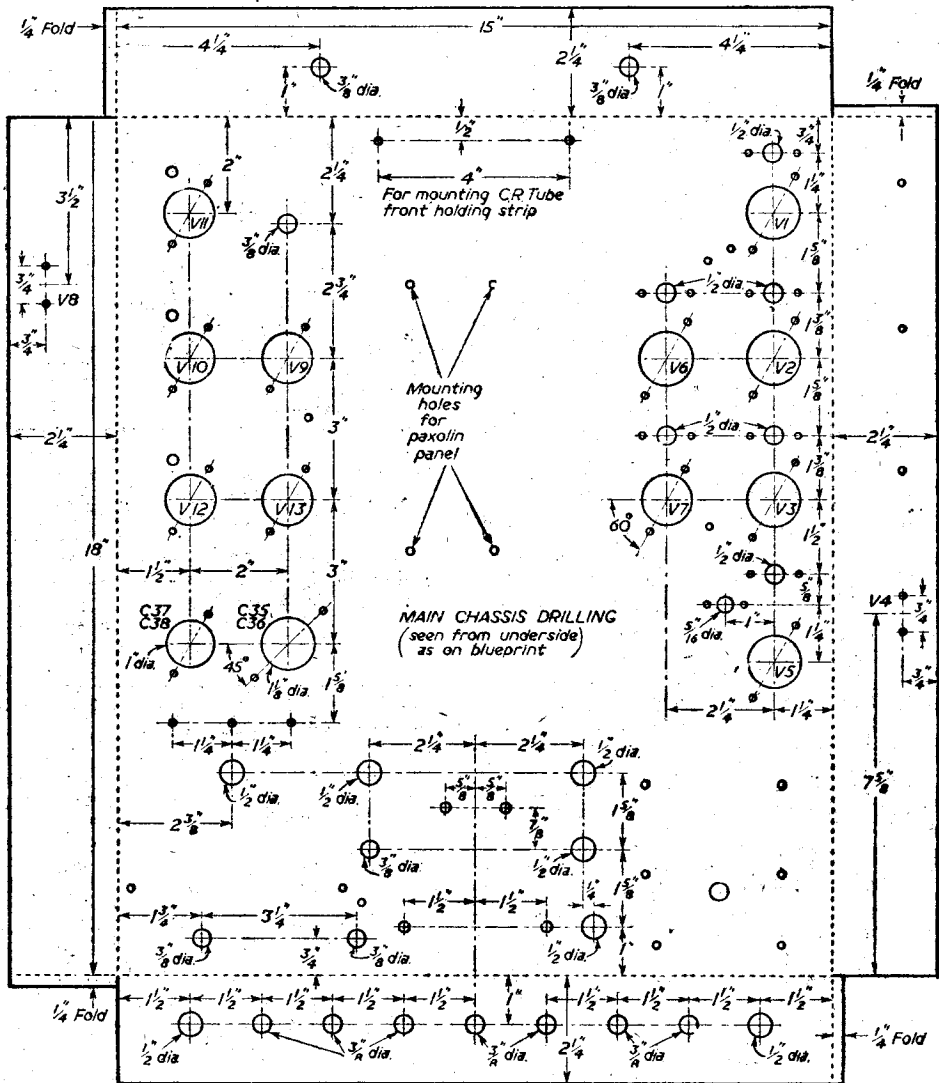 1/4" Fold
15"
4 1/4"
2 1/4"
4 1/4"
3/8" dia.
1"
3/8" dia.
1"
1/4" Fold
3 1/2"
2"
2 1/4"
1/2"
4"
For mounting C.R. Tube
front holding strip
1/2" dia.
3/4"
1 1/4"
V11
3/8" dia.
V1
1 5/8"
3/4"
V8
3/4"
2 3/4"
1/2" dia.
1 3/8"
V10
V9
V6
V2
Mounting
holes
for
paxolin
panel
1 5/8"
2 1/4"
3"
1/2" dia.
2 1/4"
1 3/8"
V12
V13
V7
V3
60°
18"
1 1/2"
2"
3"
1/2" dia.
1 1/2"
5/8"
C37
C38
C35
C36
MAIN CHASSIS DRILLING
(seen from underside)
as on blueprint
5/16" dia.
1"
1 1/4"
V4
3/4"
3/4"
1" dia.
45°
1 1/8" dia.
1 5/8"
V5
2 1/4"
1 1/4"
1 1/4"
1 1/4"
2 1/4"
2 1/4"
1/2" dia.
1/2" dia.
1/2" dia.
5/8"
5/8"
7/8"
1 5/8"
7 5/8"
2 3/8"
3/8" dia.
1/2" dia.
1 5/8"
1/4"
1 3/4"
3 1/4"
1 1/2"
1 1/2"
3/8" dia.
3/4"
3/8" dia.
1/2" dia.
1"
1/4" Fold
1 1/2"
1 1/2"
1 1/2"
1 1/2"
1"
1 1/2"
1 1/2"
1 1/2"
1/4" Fold
1/2" dia.
3/8" dia.
3/8" dia.
2 1/4"
3/8" dia.
1/2" dia.